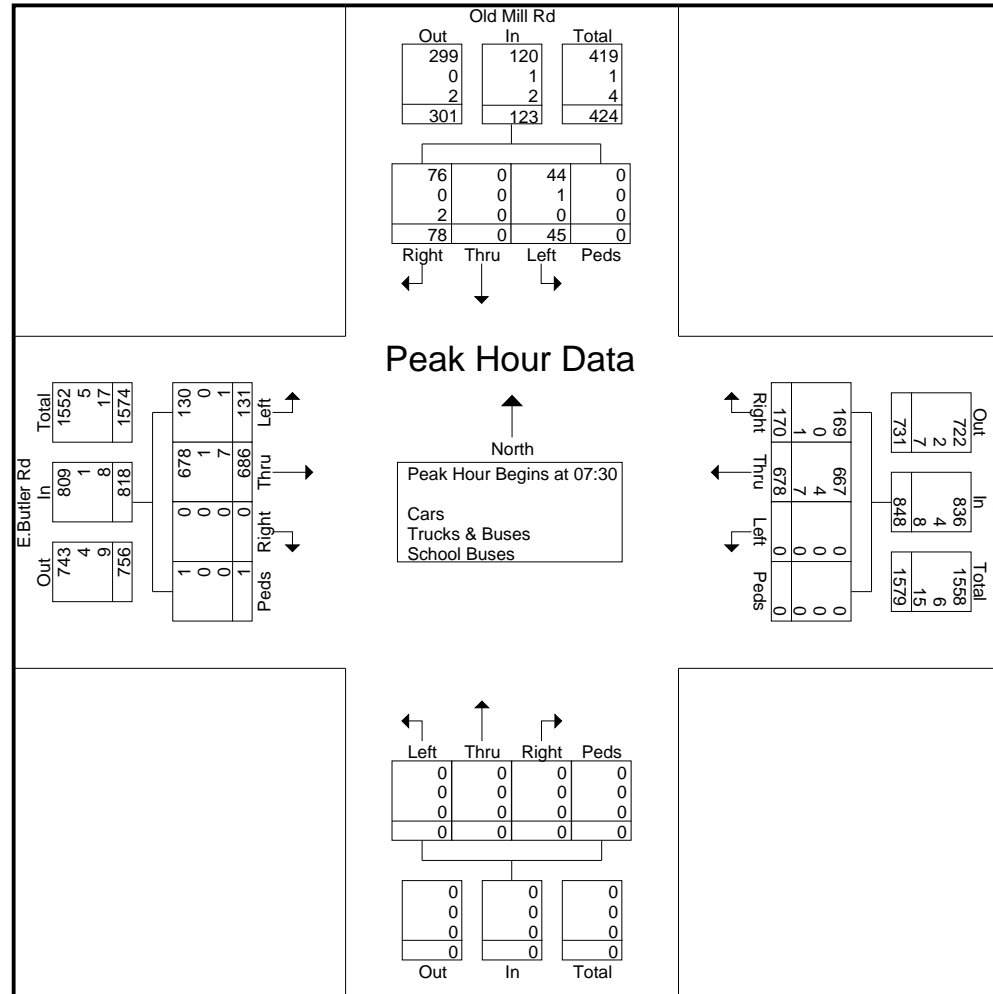 Old Mill Rd
Out In Total
299 120 419
0 1 1
2 2 4
301 123 424
76 0 44 0
0 0 1 0
2 0 0 0
78 0 45 0
Right Thru Left Peds
Peak Hour Data
E.Butler Rd
Total In Out
1552 809 743
5 1 4
17 8 9
1574 818 756
130 678 0 1
0 1 0 0
1 7 0 0
131 686 0 1
Left Thru Right Peds
North
Peak Hour Begins at 07:30
Cars
Trucks & Buses
School Buses
Out In Total
722 836 1558
2 4 6
7 8 15
731 848 1579
169 667 0 0
0 4 0 0
1 7 0 0
170 678 0 0
Right Thru Left Peds
Left Thru Right Peds
0 0 0 0
0 0 0 0
0 0 0 0
0 0 0 0
0 0 0
0 0 0
0 0 0
0 0 0
Out In Total